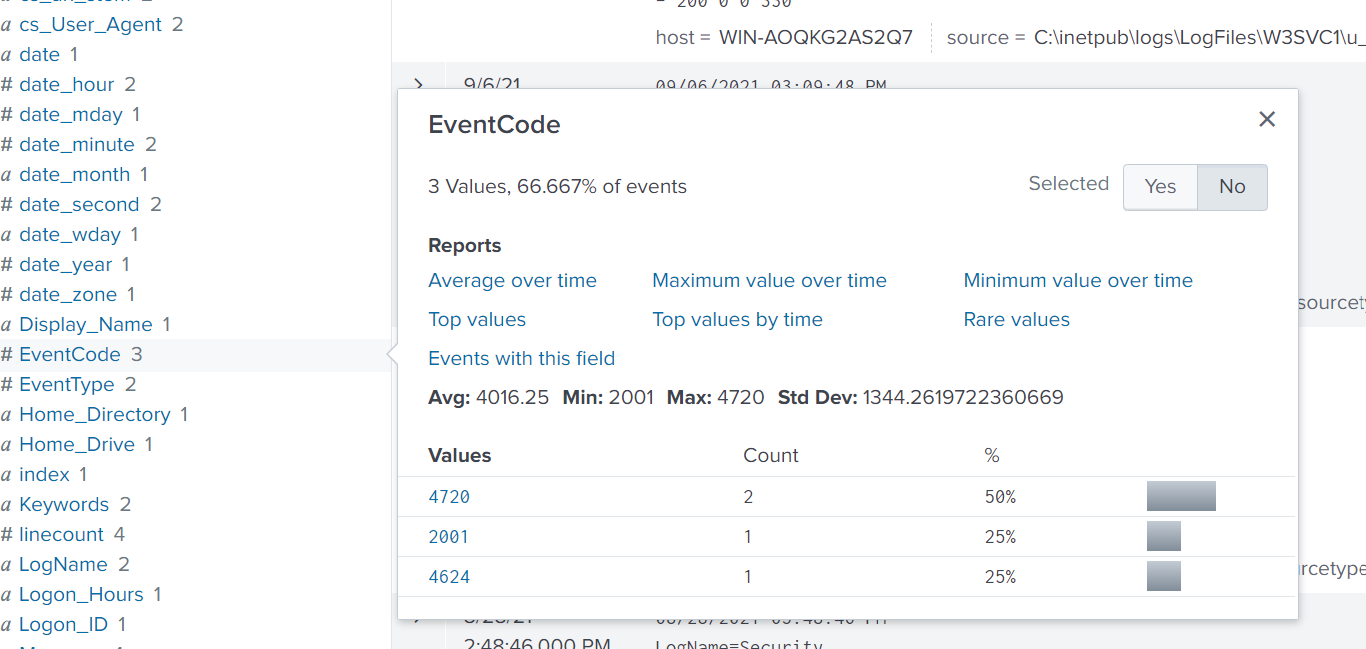 a cs_User_Agent 2
a date 1
# date_hour 2
# date_mday 1
# date_minute 2
a date_month 1
# date_second 2
a date_wday 1
# date_year 1
# date_zone 1
a Display_Name 1
# EventCode 3
# EventType 2
a Home_Directory 1
a Home_Drive 1
a index 1
a Keywords 2
# linecount 4
a LogName 2
a Logon_Hours 1
a Logon_ID 1
- 200 0 0 330
host = WIN-AOQKG2AS2Q7 source = C:\inetpub\logs\LogFiles\W3SVC1\u_
9/6/21 09/06/2021 03:09:48 PM
EventCode
3 Values, 66.667% of events
Selected Yes No
Reports
Average over time Maximum value over time Minimum value over time
Top values Top values by time Rare values
Events with this field
Avg: 4016.25 Min: 2001 Max: 4720 Std Dev: 1344.2619722360669
Values Count %
4720 2 50%
2001 1 25%
4624 1 25%
sourcety
rcetype
2:48:46.000 PM LogName=Security